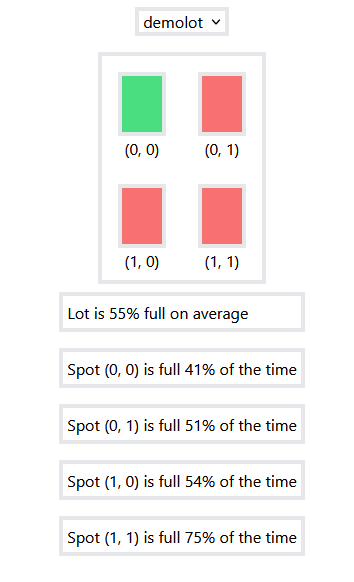 demolot
(0, 0) (0, 1)
(1, 0) (1, 1)
Lot is 55% full on average
Spot (0, 0) is full 41% of the time
Spot (0, 1) is full 51% of the time
Spot (1, 0) is full 54% of the time
Spot (1, 1) is full 75% of the time